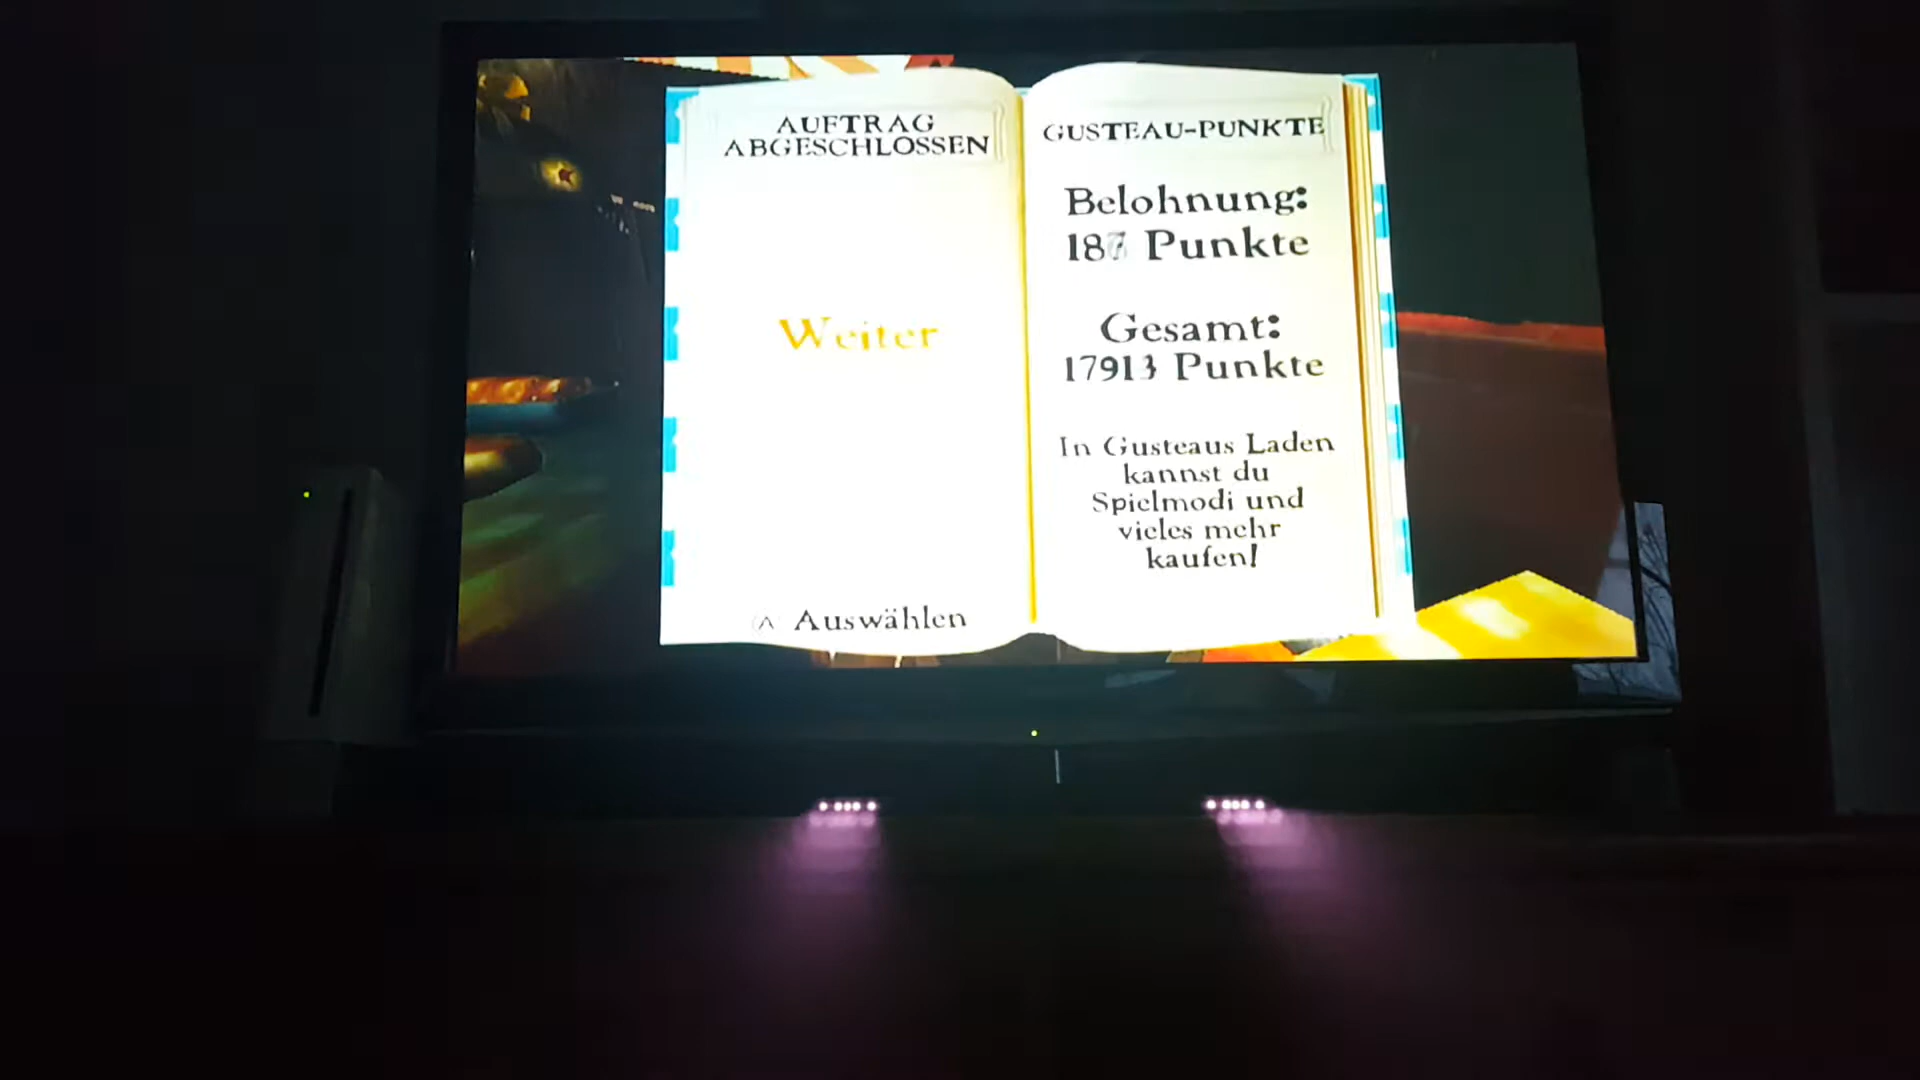 AUFTRAG
ABGESCHLOSSEN
Weiter
A Auswählen
GUSTEAU-PUNKTE
Belohnung:
Punkte
Gesamt:
Punkte
In Gusteaus Laden
kannst du
Spielmodi und
vieles mehr
kaufen!